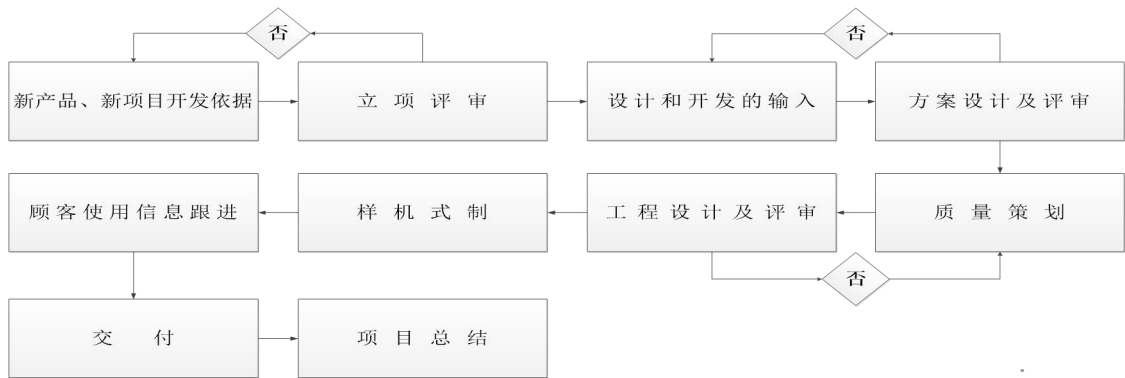 否
否
新产品、新项目开发依据
立项评审
设计和开发的输入
方案设计及评审
顾客使用信息跟进
样机式制
工程设计及评审
质量策划
否
交付
项目总结